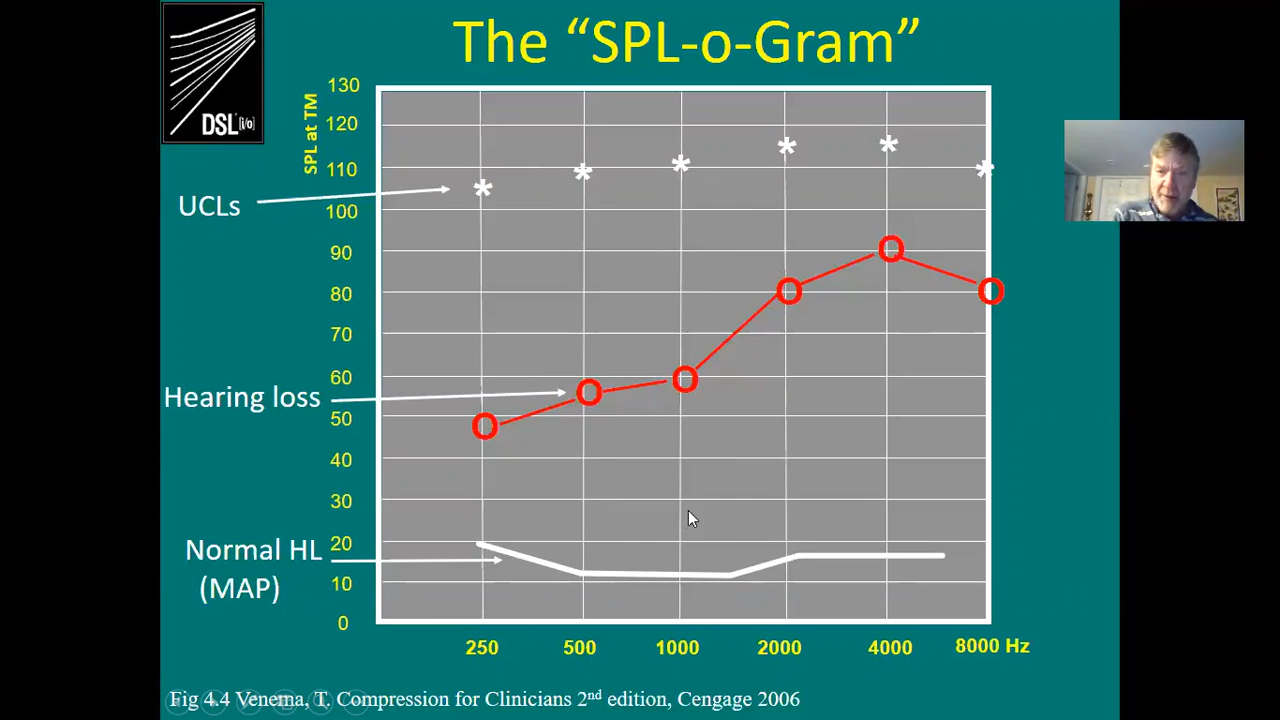 The “SPL-o-Gram”
DSL [i/o]
SPL at TM
130
120
110
100
90
80
70
60
50
40
30
20
10
0
UCLs
Hearing loss
Normal HL
(MAP)
250 500 1000 2000 4000 8000 Hz
Fig 4.4 Venema, T. Compression for Clinicians 2nd edition, Cengage 2006